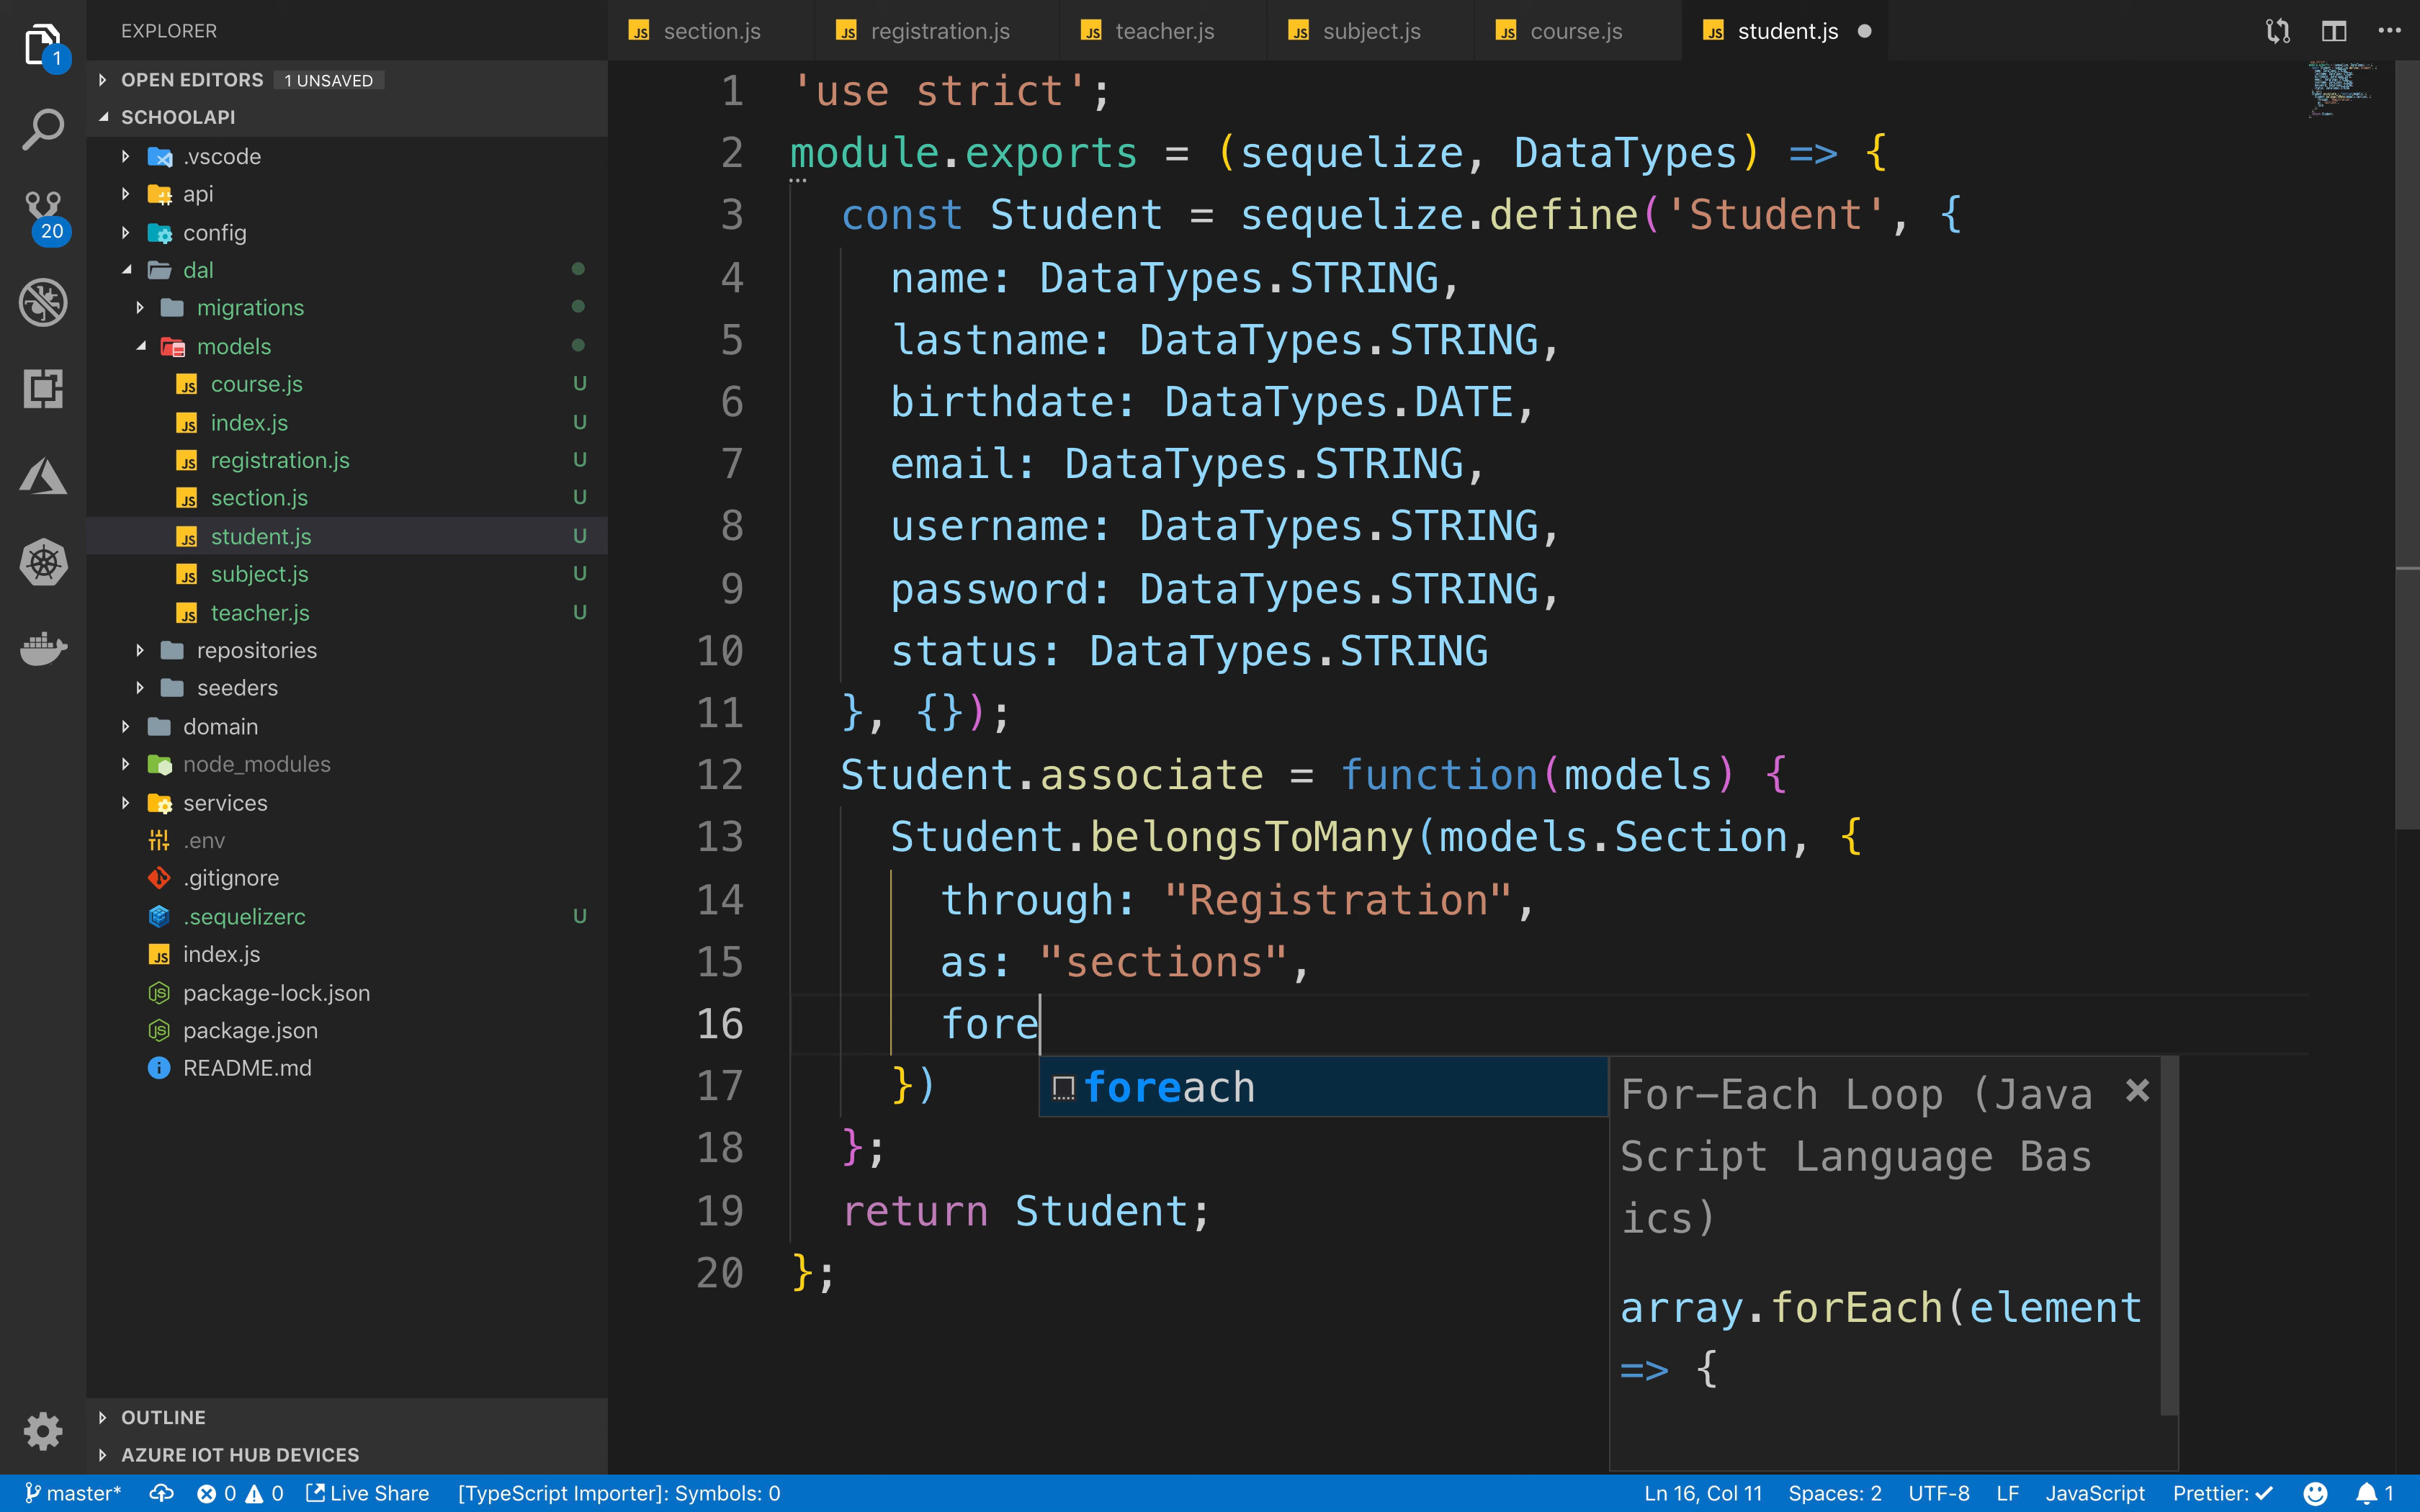 EXPLORER
OPEN EDITORS 1 UNSAVED
SCHOOLAPI
.vscode
api
config
dal
migrations
models
course.js U
index.js U
registration.js U
section.js U
student.js U
subject.js U
teacher.js U
repositories
seeders
domain
node_modules
services
.env
.gitignore
.sequelizerc U
index.js
package-lock.json
package.json
README.md
OUTLINE
AZURE IOT HUB DEVICES
1
20
section.js registration.js teacher.js subject.js course.js student.js
1 'use strict';
2 module.exports = (sequelize, DataTypes) => {
3 const Student = sequelize.define('Student', {
4 name: DataTypes.STRING,
5 lastname: DataTypes.STRING,
6 birthdate: DataTypes.DATE,
7 email: DataTypes.STRING,
8 username: DataTypes.STRING,
9 password: DataTypes.STRING,
10 status: DataTypes.STRING
11 }, {});
12 Student.associate = function(models) {
13 Student.belongsToMany(models.Section, {
14 through: "Registration",
15 as: "sections",
16 fore
17 })
18 };
19 return Student;
20 };
foreach
For-Each Loop (Java
Script Language Bas
ics)
array.forEach(element
=> {
master* 0 0 Live Share [TypeScript Importer]: Symbols: 0 Ln 16, Col 11 Spaces: 2 UTF-8 LF JavaScript Prettier: ✓ 1